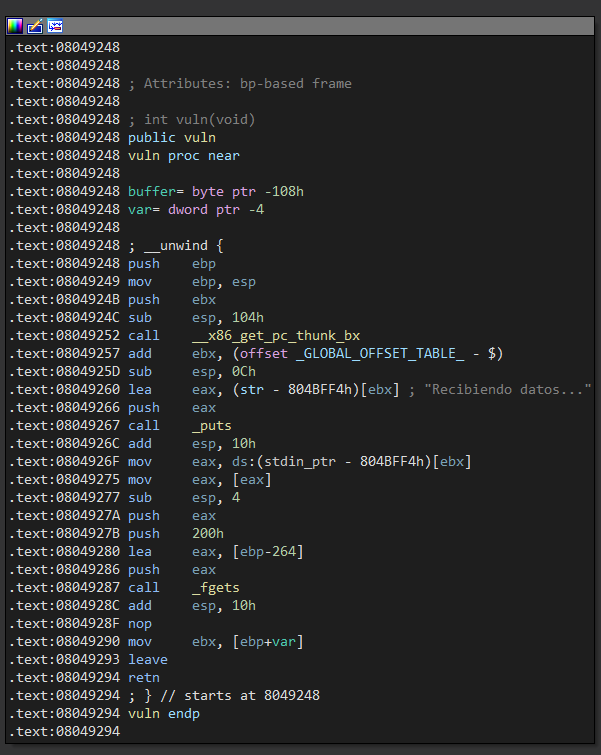 .text:08049248
.text:08049248
.text:08049248 ; Attributes: bp-based frame
.text:08049248
.text:08049248 ; int vuln(void)
.text:08049248 public vuln
.text:08049248 vuln proc near
.text:08049248
.text:08049248 buffer= byte ptr -108h
.text:08049248 var= dword ptr -4
.text:08049248
.text:08049248 ; __unwind {
.text:08049248 push    ebp
.text:08049249 mov     ebp, esp
.text:0804924B push    ebx
.text:0804924C sub     esp, 104h
.text:08049252 call    __x86_get_pc_thunk_bx
.text:08049257 add     ebx, (offset _GLOBAL_OFFSET_TABLE_ - $)
.text:0804925D sub     esp, 0Ch
.text:08049260 lea     eax, (str - 804BFF4h)[ebx] ; "Recibiendo datos..."
.text:08049266 push    eax
.text:08049267 call    _puts
.text:0804926C add     esp, 10h
.text:0804926F mov     eax, ds:(stdin_ptr - 804BFF4h)[ebx]
.text:08049275 mov     eax, [eax]
.text:08049277 sub     esp, 4
.text:0804927A push    eax
.text:0804927B push    200h
.text:08049280 lea     eax, [ebp-264]
.text:08049286 push    eax
.text:08049287 call    _fgets
.text:0804928C add     esp, 10h
.text:0804928F nop
.text:08049290 mov     ebx, [ebp+var]
.text:08049293 leave
.text:08049294 retn
.text:08049294 ; } // starts at 8049248
.text:08049294 vuln endp
.text:08049294